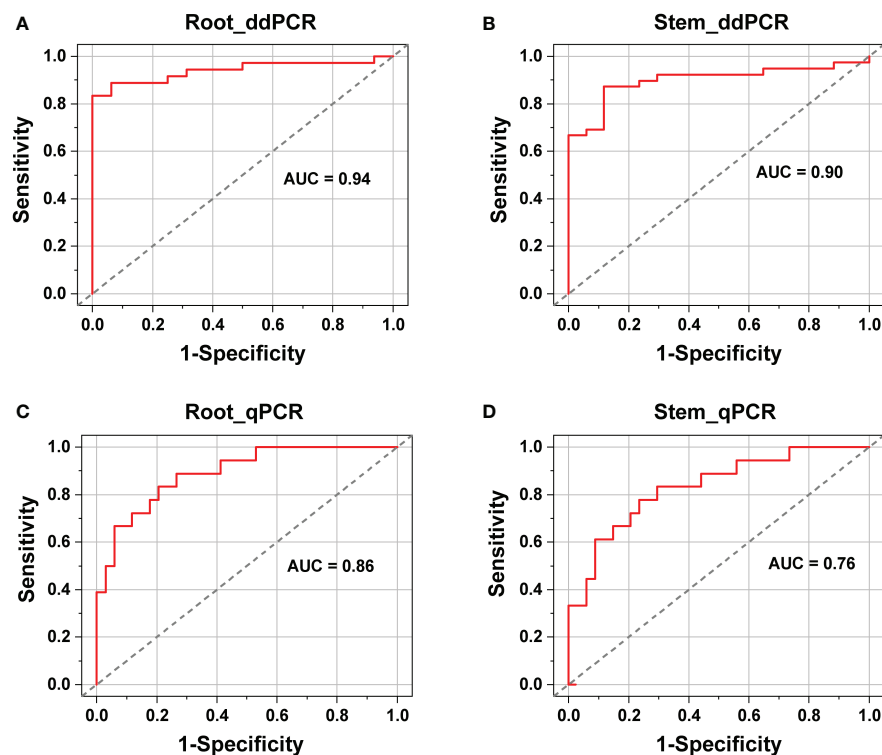 A
Root_ddPCR
1.0
0.8
0.6
0.4
0.2
0.0
Sensitivity
AUC = 0.94
0.0 0.2 0.4 0.6 0.8 1.0
1-Specificity
B
Stem_ddPCR
1.0
0.8
0.6
0.4
0.2
0.0
Sensitivity
AUC = 0.90
0.0 0.2 0.4 0.6 0.8 1.0
1-Specificity
C
Root_qPCR
1.0
0.8
0.6
0.4
0.2
0.0
Sensitivity
AUC = 0.86
0.0 0.2 0.4 0.6 0.8 1.0
1-Specificity
D
Stem_qPCR
1.0
0.8
0.6
0.4
0.2
0.0
Sensitivity
AUC = 0.76
0.0 0.2 0.4 0.6 0.8 1.0
1-Specificity